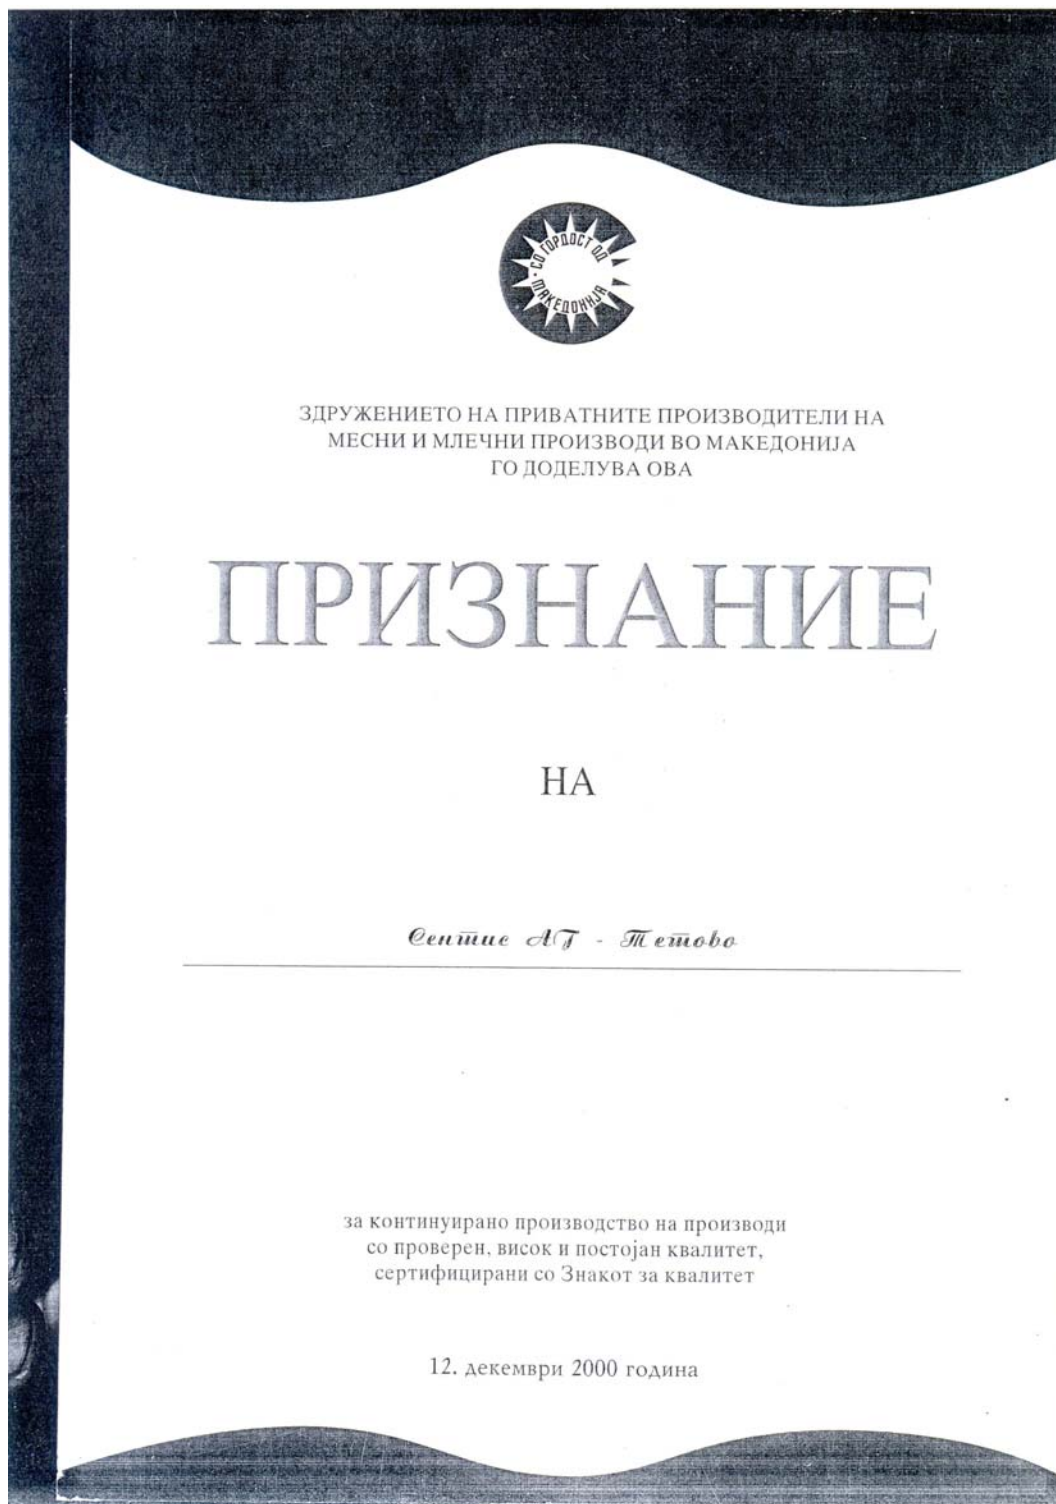 СО ГОРДОСТ ОД
МАКЕДОНИЈА
ЗДРУЖЕНИЕТО НА ПРИВАТНИТЕ ПРОИЗВОДИТЕЛИ НА
МЕСНИ И МЛЕЧНИ ПРОИЗВОДИ ВО МАКЕДОНИЈА
ГО ДОДЕЛУВА ОВА
ПРИЗНАНИЕ
НА
Сентис АГ - Тетово
за континуирано производство на производи
со проверен, висок и постојан квалитет,
сертифицирани со Знакот за квалитет
12. декември 2000 година